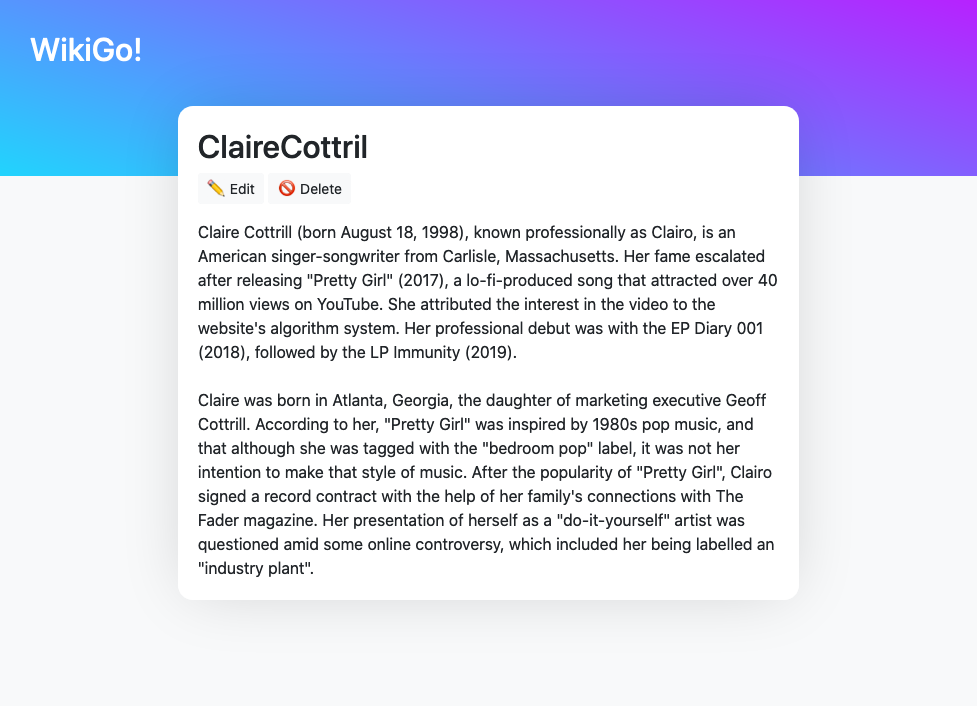 WikiGo!
ClaireCottril
✏️ Edit 🚫 Delete
Claire Cottrill (born August 18, 1998), known professionally as Clairo, is an
American singer-songwriter from Carlisle, Massachusetts. Her fame escalated
after releasing "Pretty Girl" (2017), a lo-fi-produced song that attracted over 40
million views on YouTube. She attributed the interest in the video to the
website's algorithm system. Her professional debut was with the EP Diary 001
(2018), followed by the LP Immunity (2019).
Claire was born in Atlanta, Georgia, the daughter of marketing executive Geoff
Cottrill. According to her, "Pretty Girl" was inspired by 1980s pop music, and
that although she was tagged with the "bedroom pop" label, it was not her
intention to make that style of music. After the popularity of "Pretty Girl", Clairo
signed a record contract with the help of her family's connections with The
Fader magazine. Her presentation of herself as a "do-it-yourself" artist was
questioned amid some online controversy, which included her being labelled an
"industry plant".